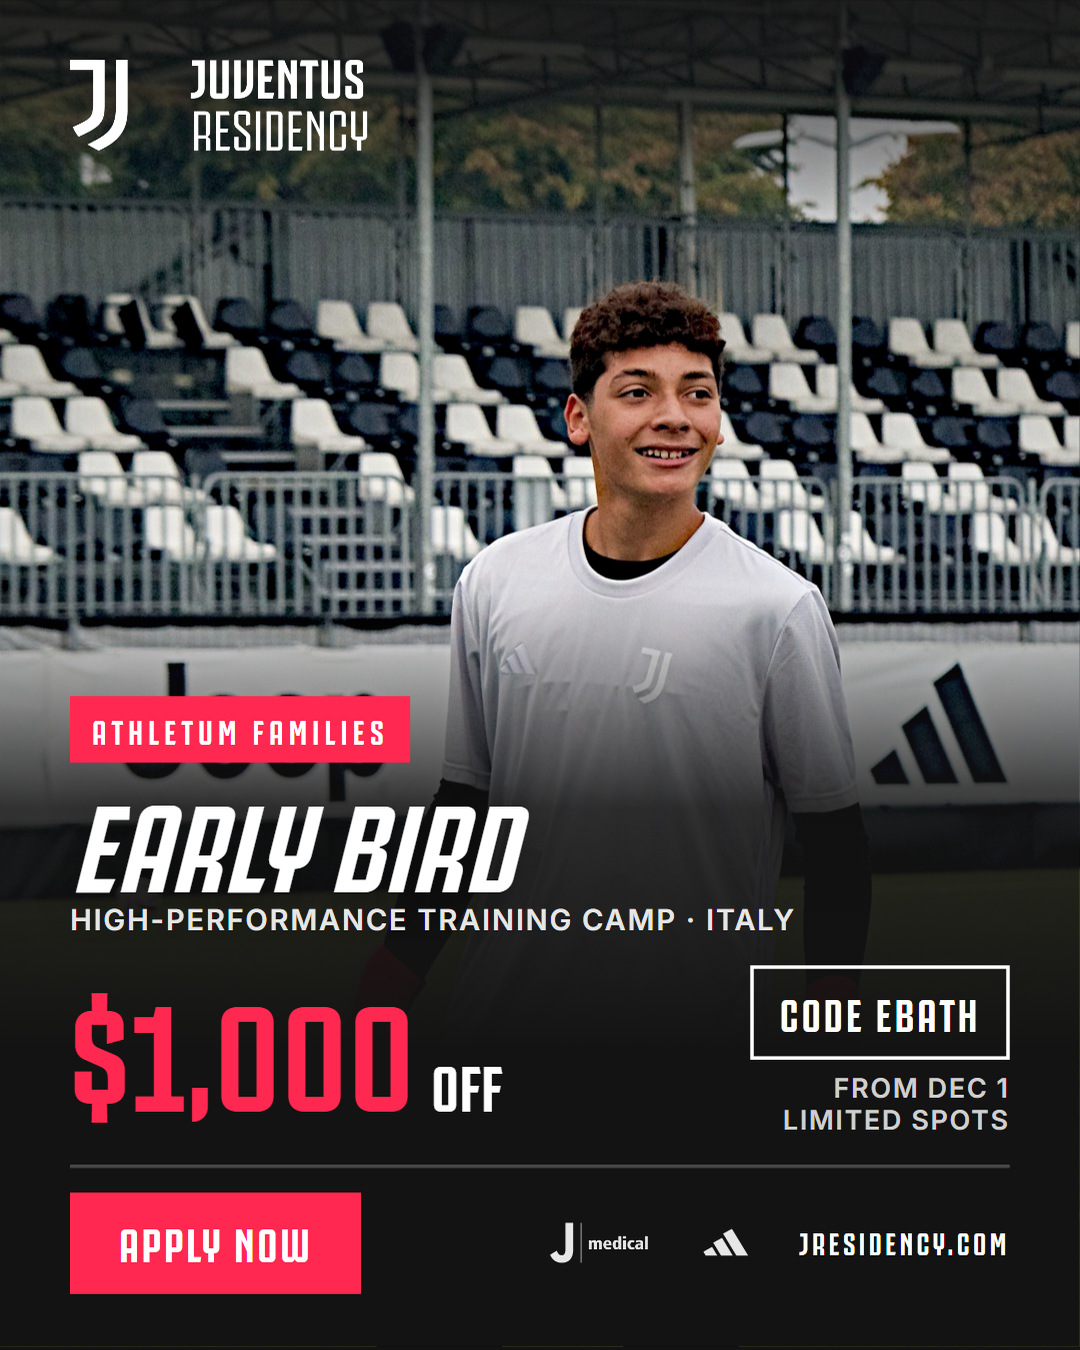 JUVENTUS
RESIDENCY
Jeep
ATHLETUM FAMILIES
EARLY BIRD
HIGH-PERFORMANCE TRAINING CAMP · ITALY
$1,000 OFF
CODE EBATH
FROM DEC 1
LIMITED SPOTS
APPLY NOW
J medical
JRESIDENCY.COM